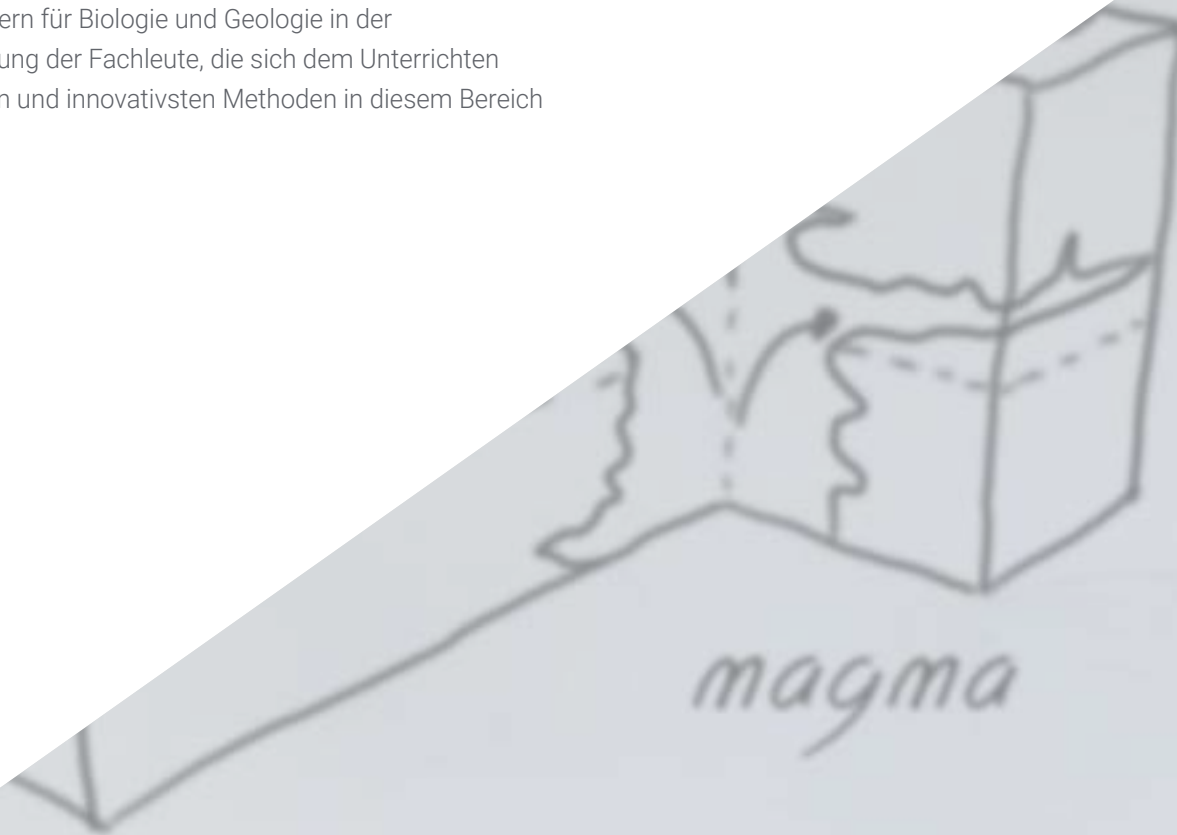 ern für Biologie und Geologie in der
ung der Fachleute, die sich dem Unterrichten
n und innovativsten Methoden in diesem Bereich
magma